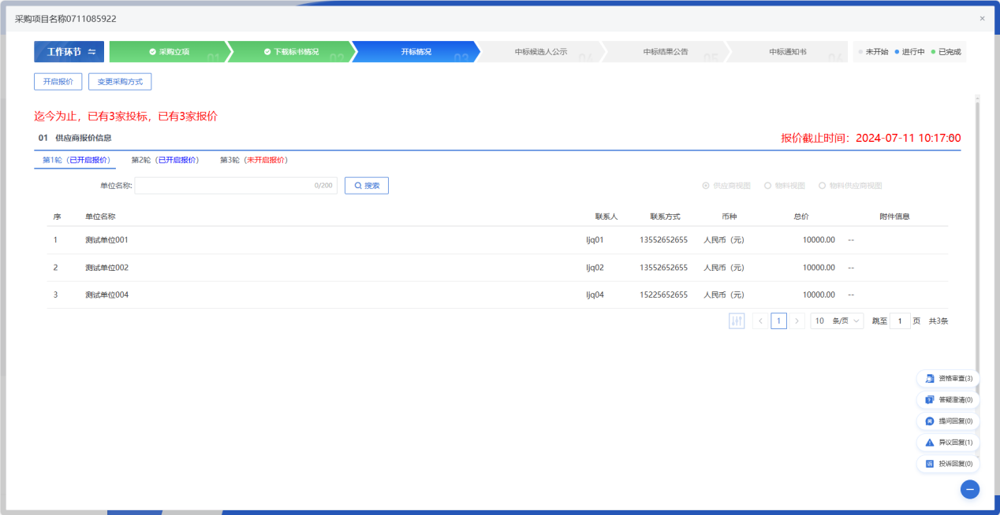 采购项目名称0711085922 ×
工作环节 采购立项 01 下载标书情况 02 开标情况 03 中标候选人公示 04 中标结果公告 05 中标通知书 未开始 进行中 已完成
开启报价 变更采购方式
迄今为止，已有3家投标，已有3家报价
01 供应商报价信息 报价截止时间：2024-07-11 10:17:00
第1轮（已开启报价） 第2轮（已开启报价） 第3轮（未开启报价）
单位名称: 0/200 搜索 供应商视图 物料视图 物料供应商视图
序 单位名称 联系人 联系方式 币种 总价 附件信息
1 测试单位001 ljq01 13552652655 人民币（元） 10000.00 --
2 测试单位002 ljq02 13552652655 人民币（元） 10000.00 --
3 测试单位004 ljq04 15225652655 人民币（元） 10000.00 --
1 10 条/页 跳至 1 页 共3条
资格审查(3)
答疑澄清(0)
提问回复(0)
异议回复(1)
投诉回复(0)